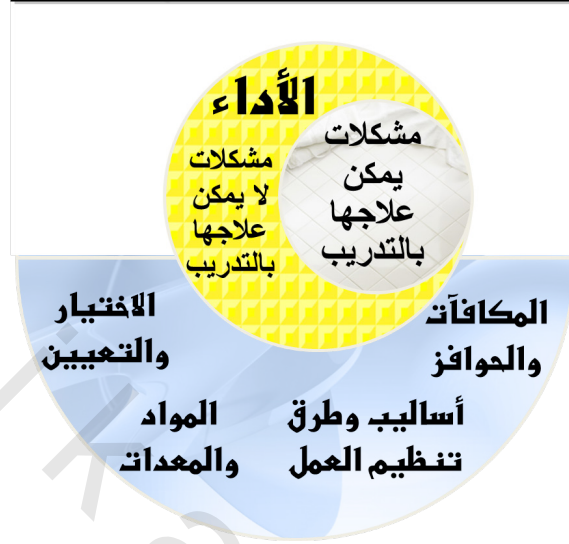 الأداء
مشكلات
يمكن
علاجها
بالتدريب
مشكلات
لا يمكن
علاجها
بالتدريب
المكافآت
والحوافز
الاختيار
والتعيين
أساليب وطرق
تنظيم العمل
المواد
والمعدات